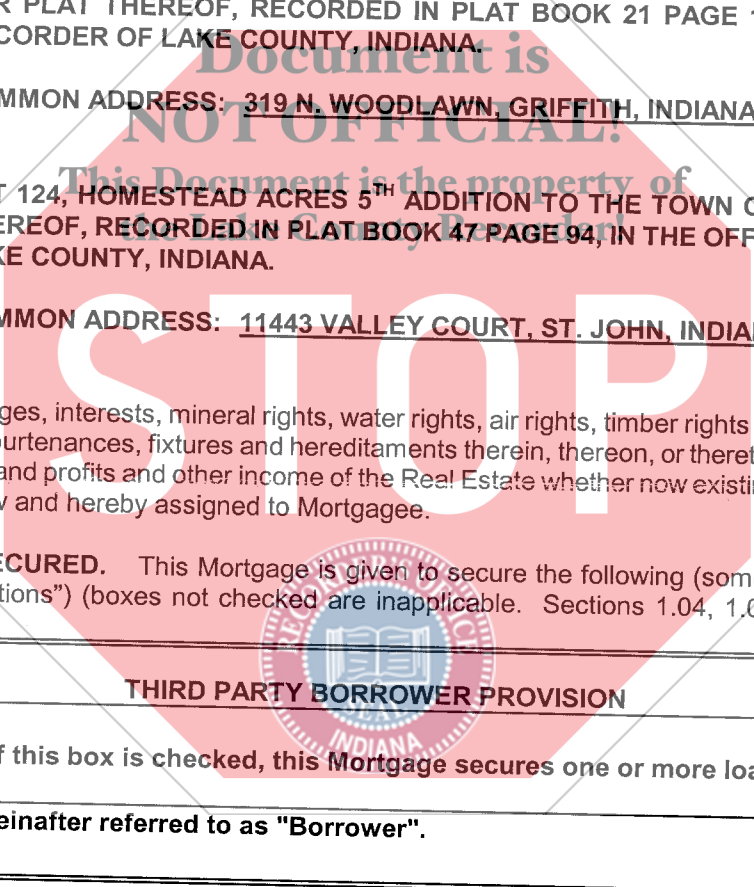 R PLAT THEREOF, RECORDED IN PLAT BOOK 21 PAGE
CORDER OF LAKE COUNTY, INDIANA.
Document is
MMON ADDRESS: 319 N. WOODLAWN, GRIFFITH, INDIANA
NOT OFFICIAL!
This Document is the property of
T 124, HOMESTEAD ACRES 5TH ADDITION TO THE TOWN O
the Lake County Recorder!
EREOF, RECORDED IN PLAT BOOK 47 PAGE 94, IN THE OFF
KE COUNTY, INDIANA.
MMON ADDRESS: 11443 VALLEY COURT, ST. JOHN, INDIA
STOP
ges, interests, mineral rights, water rights, air rights, timber rights
purtenances, fixtures and hereditaments therein, thereon, or theret
and profits and other income of the Real Estate whether now existi
v and hereby assigned to Mortgagee.
ECURED. This Mortgage is given to secure the following (som
tions") (boxes not checked are inapplicable. Sections 1.04, 1.0
RECORDER'S OFFICE
THIRD PARTY BORROWER PROVISION
INDIANA
f this box is checked, this Mortgage secures one or more loa
einafter referred to as "Borrower".